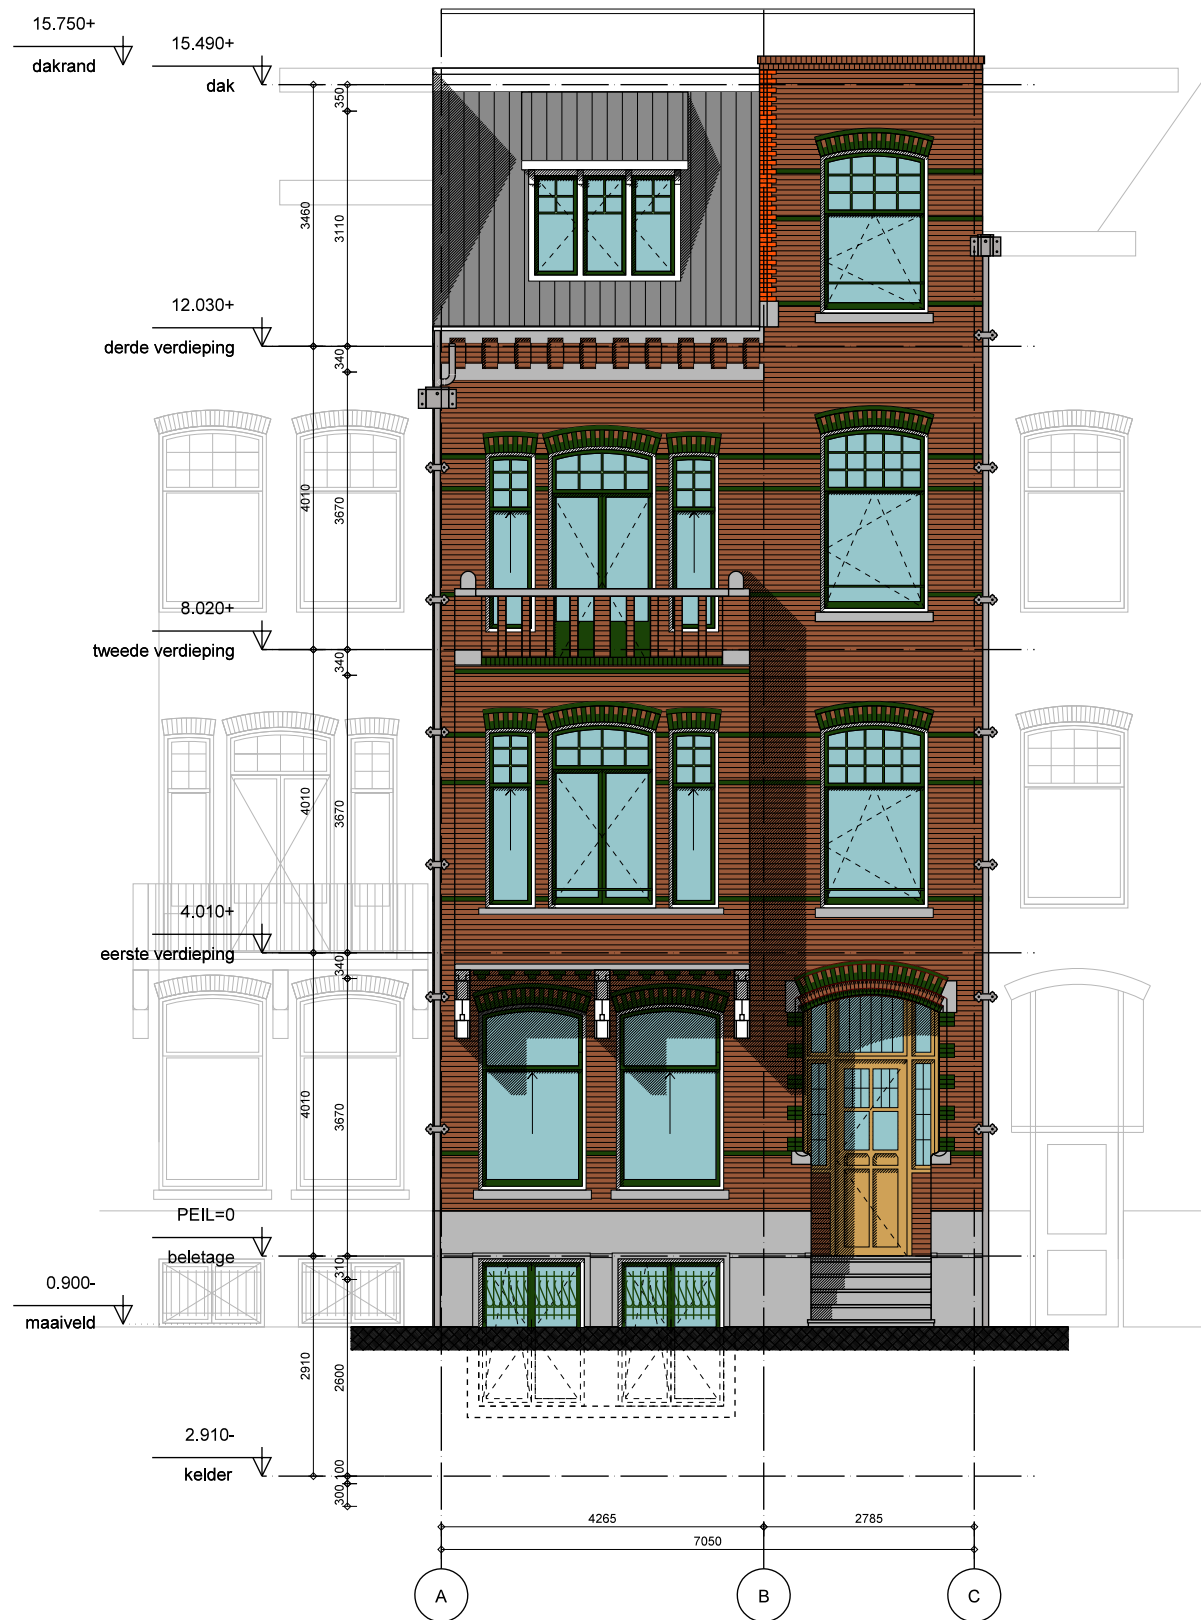 15.750+
dakrand
15.490+
dak
350
3460
3110
12.030+
derde verdieping
340
4010
3670
8.020+
tweede verdieping
340
4010
3670
4.010+
eerste verdieping
340
4010
3670
PEIL=0
beletage
310
0.900-
maaiveld
2910
2600
2.910-
kelder
100
300
4265
2785
7050
A
B
C